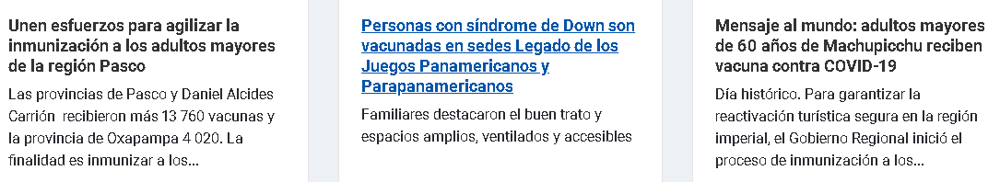 Unen esfuerzos para agilizar la
inmunización a los adultos mayores
de la región Pasco
Las provincias de Pasco y Daniel Alcides
Carrión recibieron más 13 760 vacunas y
la provincia de Oxapampa 4 020. La
finalidad es inmunizar a los...
Personas con síndrome de Down son
vacunadas en sedes Legado de los
Juegos Panamericanos y
Parapanamericanos
Familiares destacaron el buen trato y
espacios amplios, ventilados y accesibles
Mensaje al mundo: adultos mayores
de 60 años de Machupicchu reciben
vacuna contra COVID-19
Día histórico. Para garantizar la
reactivación turística segura en la región
imperial, el Gobierno Regional inició el
proceso de inmunización a los...